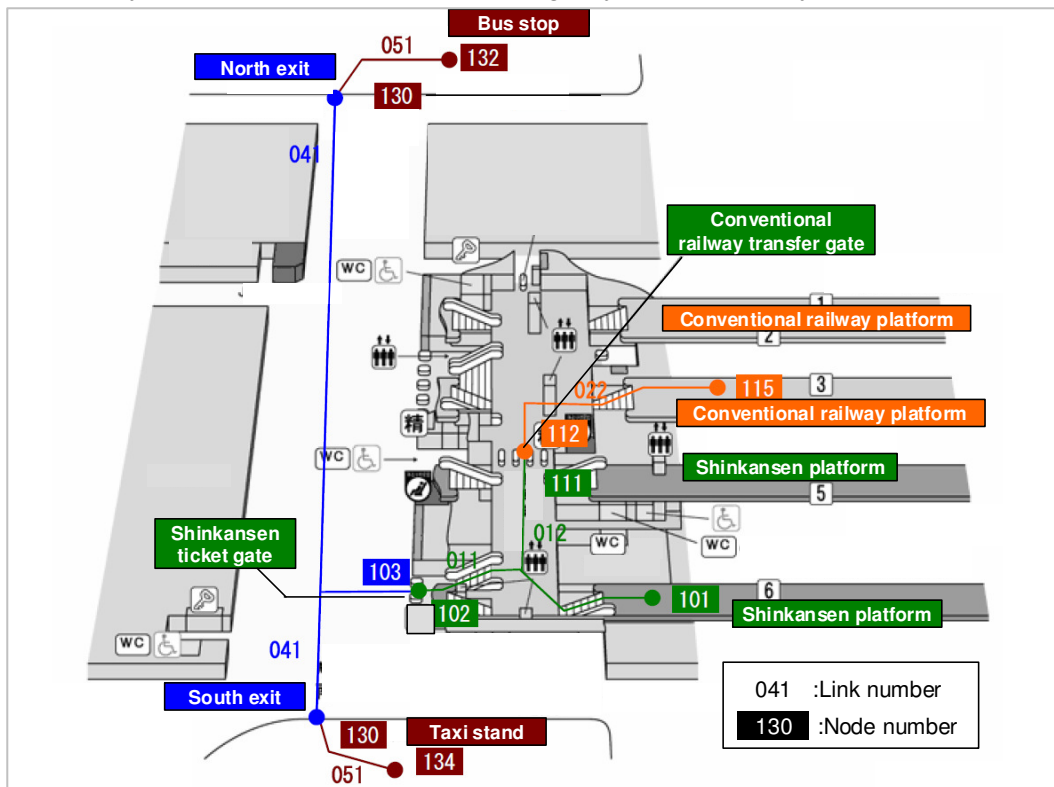 Bus stop
051
132
North exit
130
041
Conventional
railway transfer gate
WC
1
Conventional railway platform
2
3
022
115
Conventional railway platform
精
112
WC
Shinkansen platform
111
5
Shinkansen
ticket gate
012
WC
WC
011
103
6
101
102
Shinkansen platform
WC
041
South exit
041 :Link number
130 :Node number
130
Taxi stand
134
051